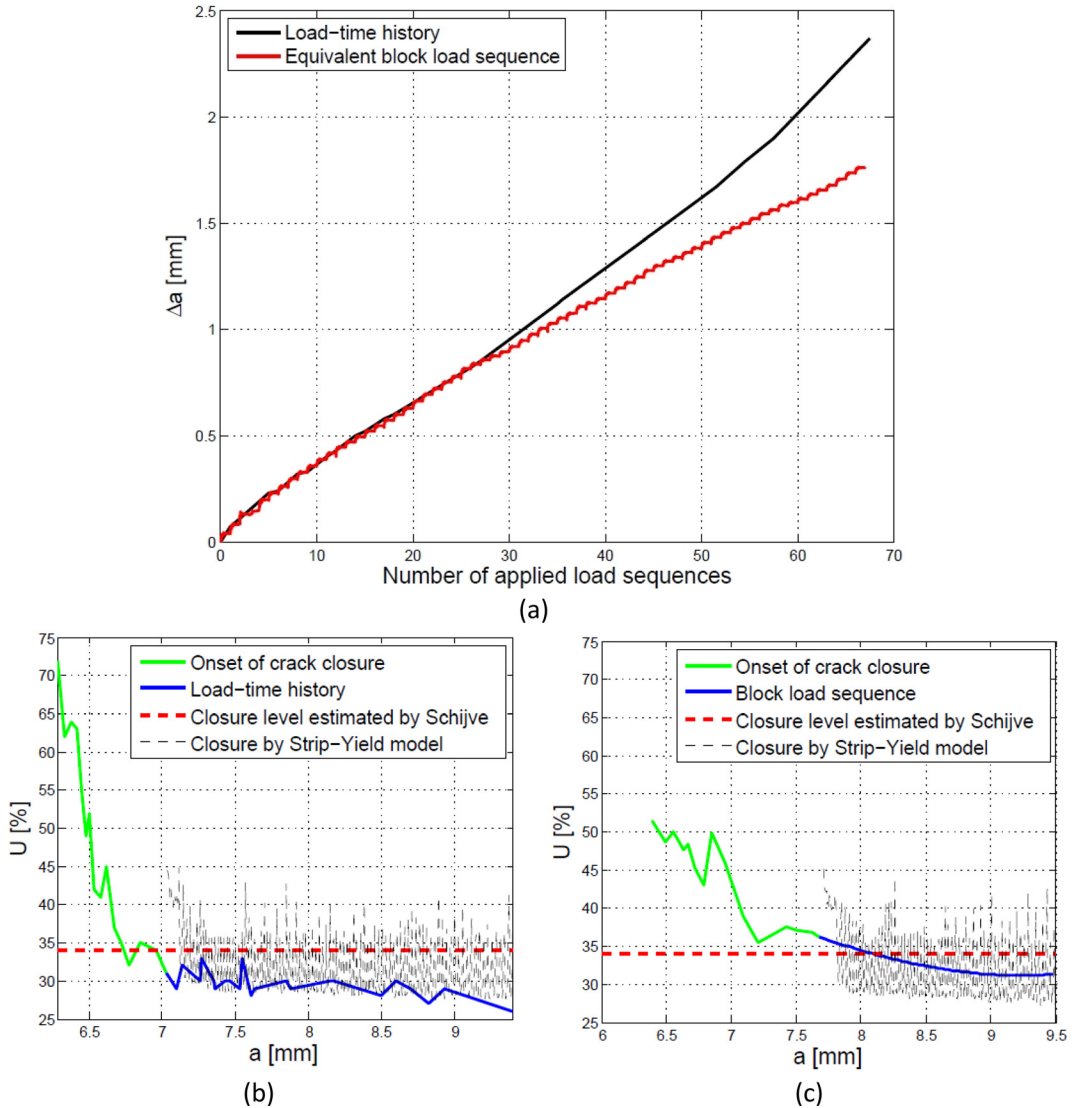 2.5
Load-time history
Equivalent block load sequence
2
1.5
Δa [mm]
1
0.5
0
0 10 20 30 40 50 60 70
Number of applied load sequences
(a)
75
Onset of crack closure
70
Load-time history
65
Closure level estimated by Schijve
60
Closure by Strip-Yield model
55
U [%]
50
45
40
35
30
25
6.5 7 7.5 8 8.5 9
a [mm]
(b)
75
70
Onset of crack closure
65
Block load sequence
Closure level estimated by Schijve
60
Closure by Strip-Yield model
55
U [%]
50
45
40
35
30
25
6 6.5 7 7.5 8 8.5 9 9.5
a [mm]
(c)